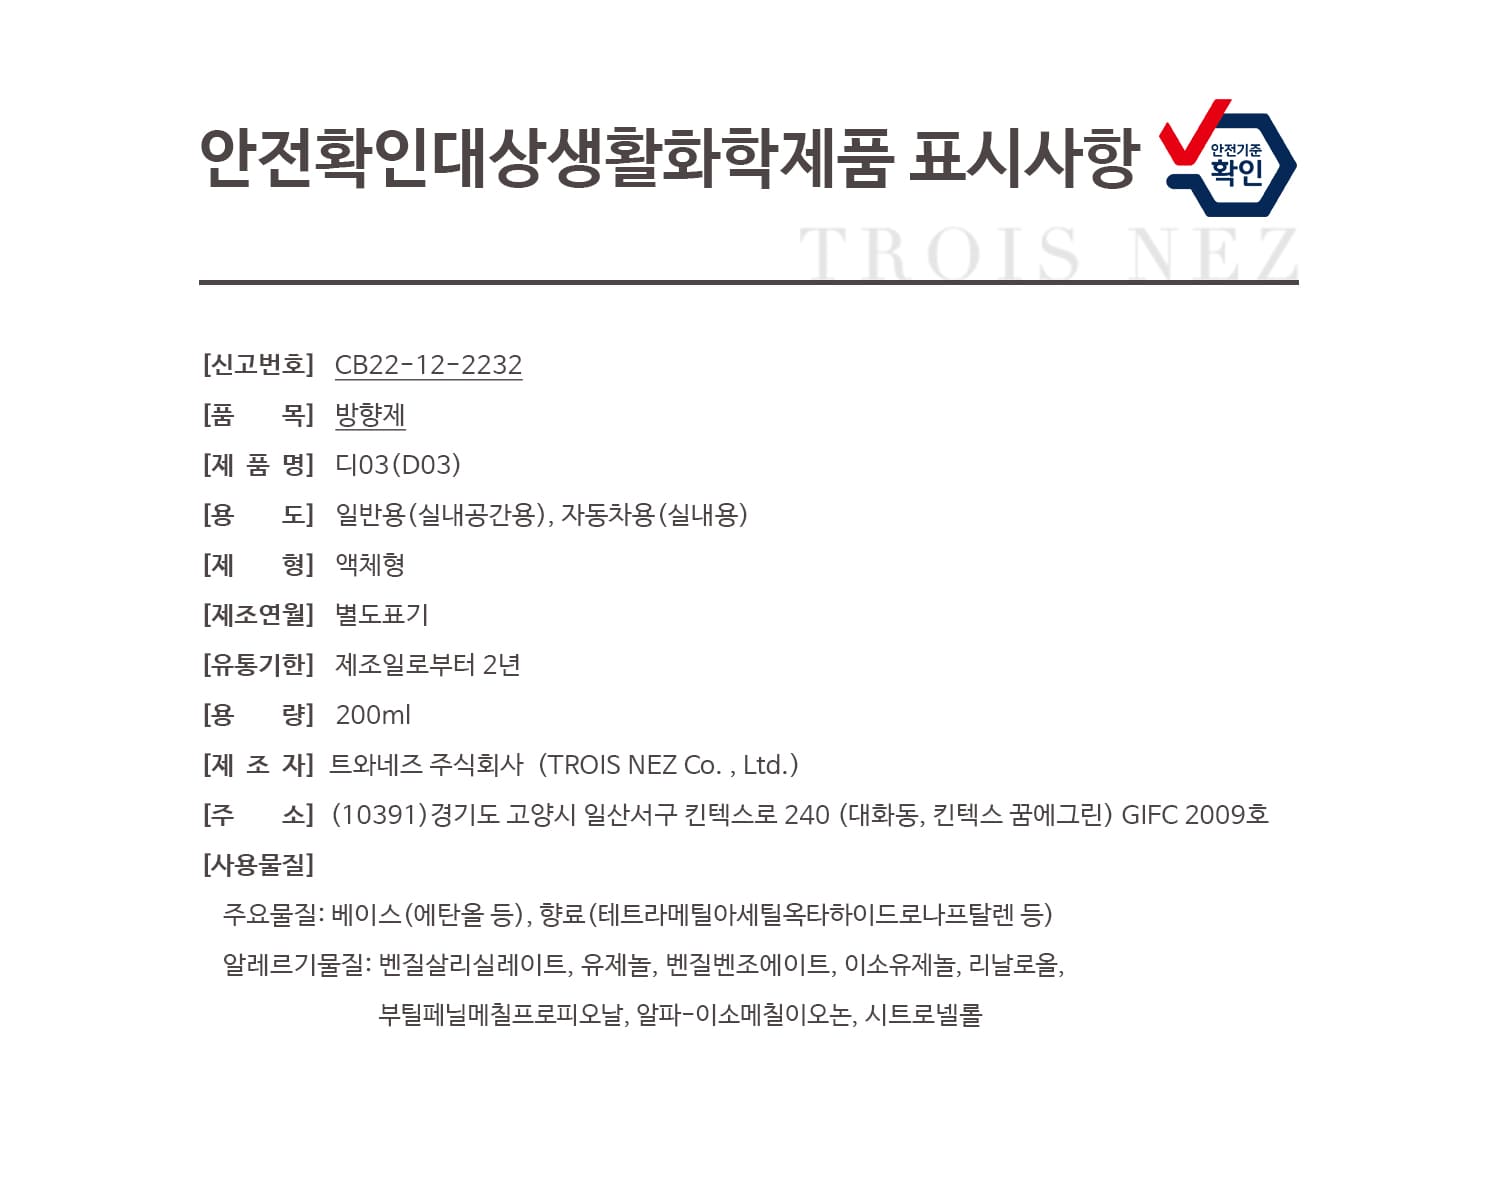 안전확인대상생활화학제품 표시사항
안전기준
확인
TROIS NEZ
[신고번호] CB22-12-2232
[품 목] 방향제
[제 품 명] 디03(D03)
[용 도] 일반용(실내공간용), 자동차용(실내용)
[제 형] 액체형
[제조연월] 별도표기
[유통기한] 제조일로부터 2년
[용 량] 200ml
[제 조 자] 트와네즈 주식회사 (TROIS NEZ Co. , Ltd.)
[주 소] (10391)경기도 고양시 일산서구 킨텍스로 240 (대화동, 킨텍스 꿈에그린) GIFC 2009호
[사용물질]
주요물질: 베이스(에탄올 등), 향료(테트라메틸아세틸옥타하이드로나프탈렌 등)
알레르기물질: 벤질살리실레이트, 유제놀, 벤질벤조에이트, 이소유제놀, 리날로올,
부틸페닐메칠프로피오날, 알파-이소메칠이오논, 시트로넬롤